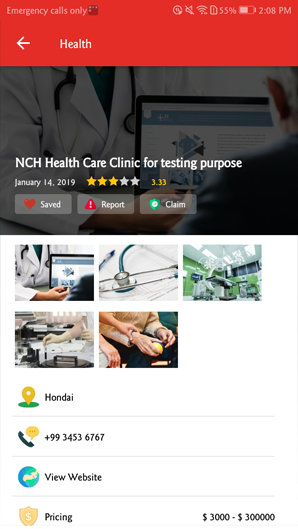 Emergency calls only
55% 2:08 PM
Health
NCH Health Care Clinic for testing purpose
January 14, 2019 3.33
Saved Report Claim
Hondai
+99 3453 6767
View Website
Pricing $ 3000 - $ 300000